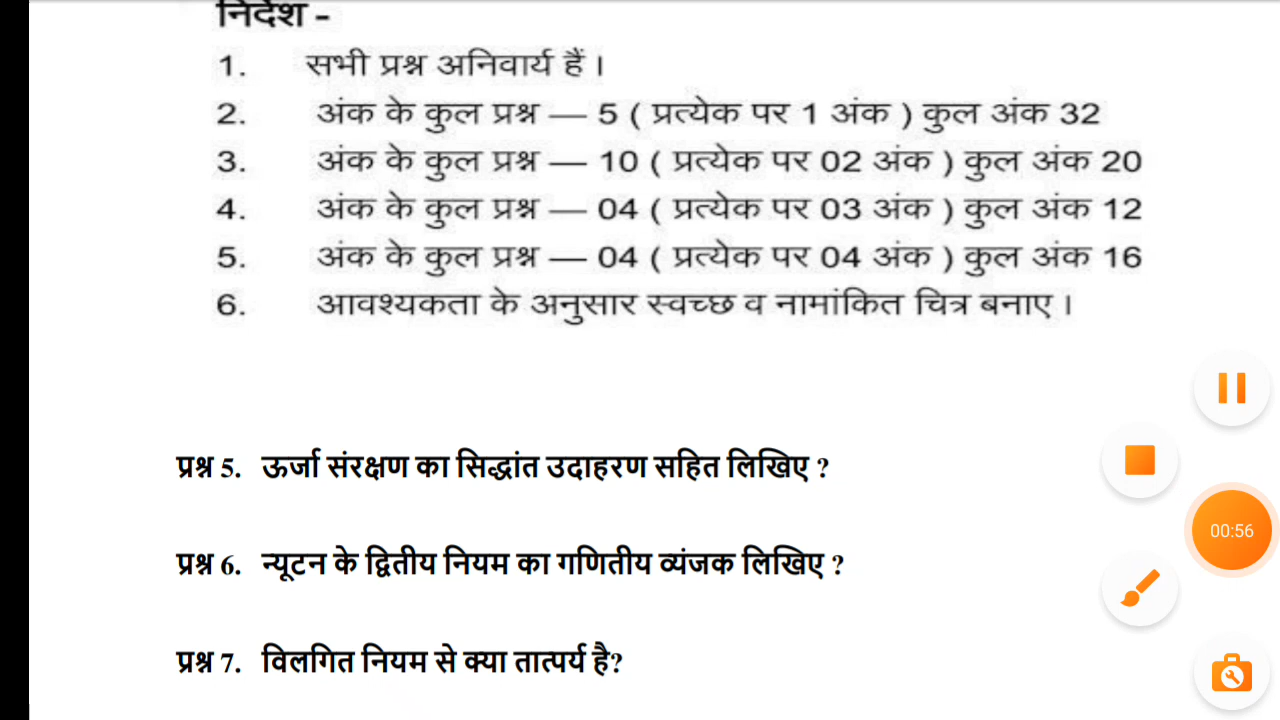 निर्देश -
1. सभी प्रश्न अनिवार्य हैं ।
2. अंक के कुल प्रश्न — 5 ( प्रत्येक पर 1 अंक ) कुल अंक 32
3. अंक के कुल प्रश्न — 10 ( प्रत्येक पर 02 अंक ) कुल अंक 20
4. अंक के कुल प्रश्न — 04 ( प्रत्येक पर 03 अंक ) कुल अंक 12
5. अंक के कुल प्रश्न — 04 ( प्रत्येक पर 04 अंक ) कुल अंक 16
6. आवश्यकता के अनुसार स्वच्छ व नामांकित चित्र बनाए ।
प्रश्न 5. ऊर्जा संरक्षण का सिद्धांत उदाहरण सहित लिखिए ?
00:56
प्रश्न 6. न्यूटन के द्वितीय नियम का गणितीय व्यंजक लिखिए ?
प्रश्न 7. विलगित नियम से क्या तात्पर्य है?